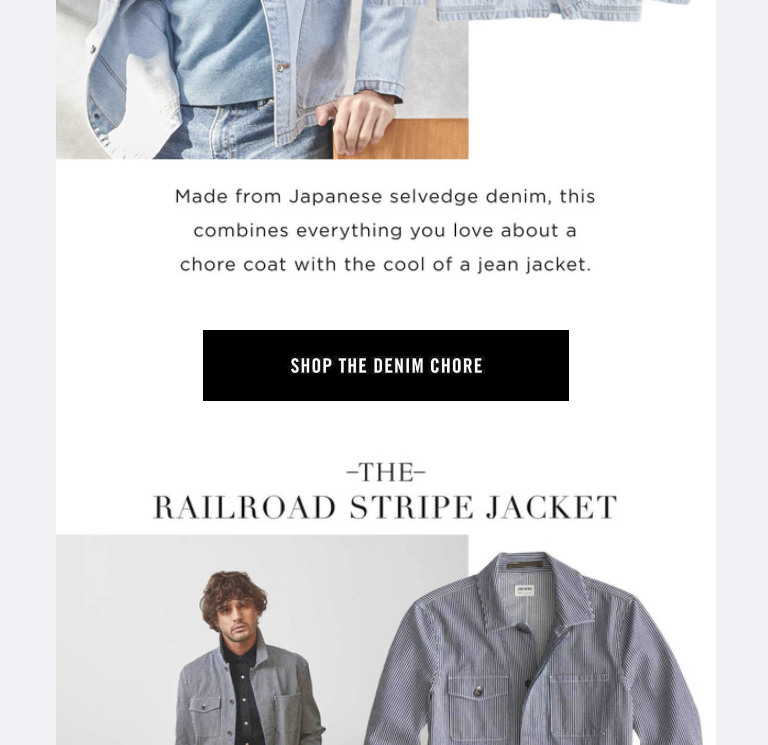 Made from Japanese selvedge denim, this
combines everything you love about a
chore coat with the cool of a jean jacket.
SHOP THE DENIM CHORE
–THE–
RAILROAD STRIPE JACKET